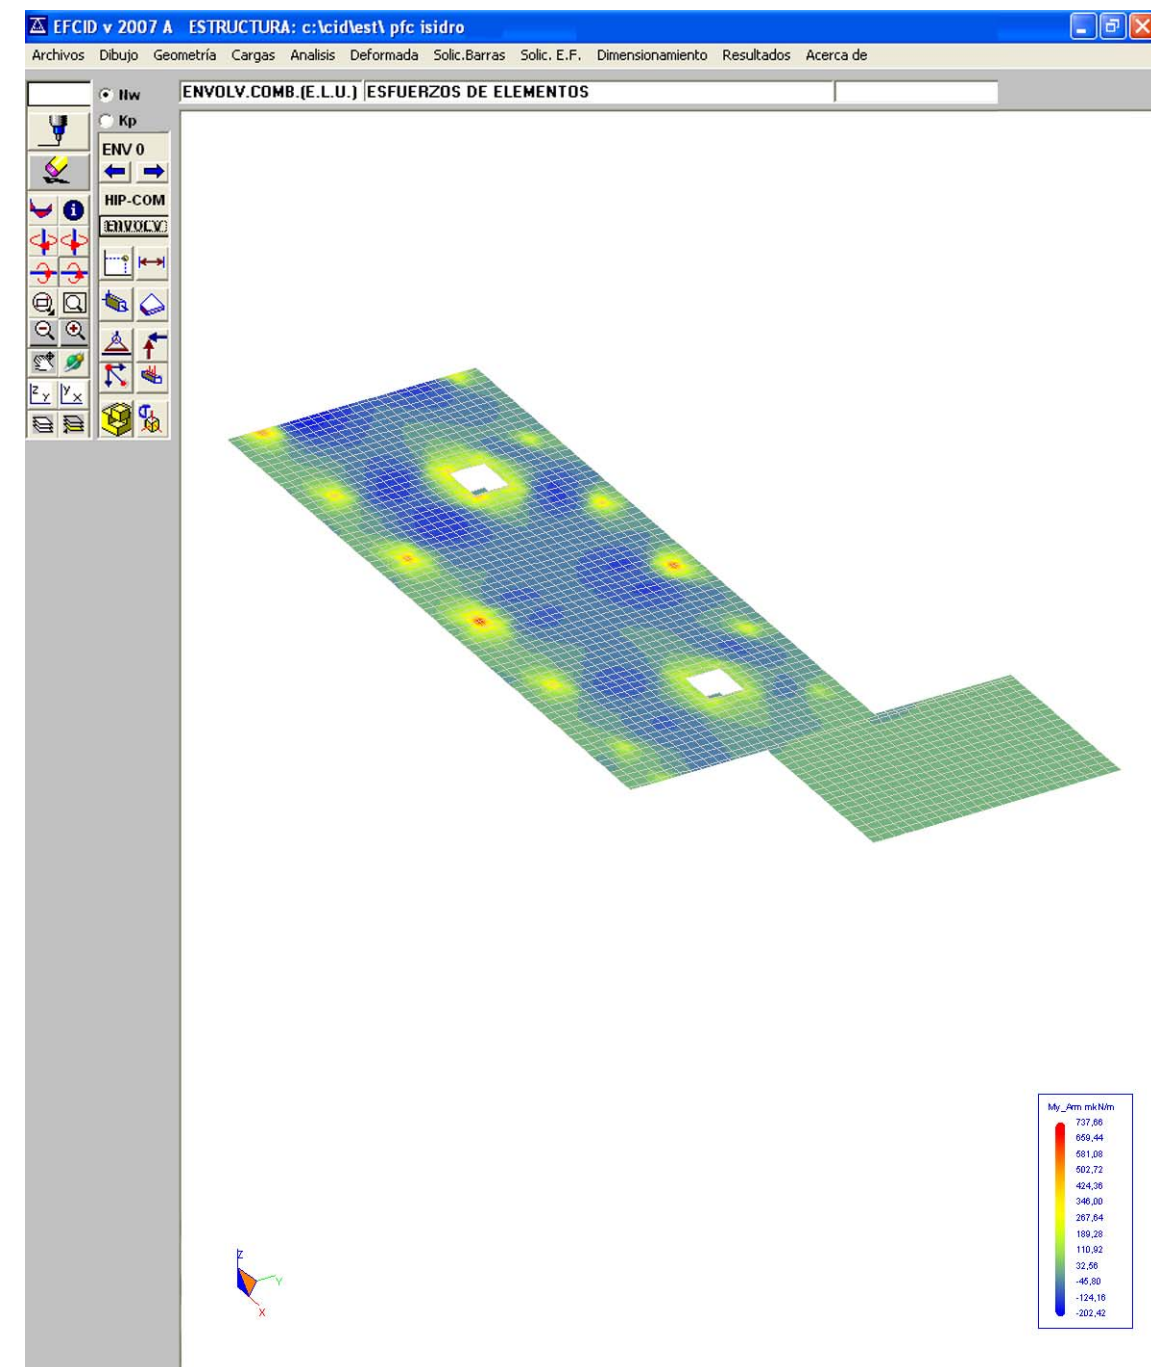 EFCID v 2007 A ESTRUCTURA: c:\cid\est\ pfc isidro
Archivos Dibujo Geometría Cargas Analisis Deformada Solic.Barras Solic. E.F. Dimensionamiento Resultados Acerca de
Nw ENVOLV.COMB.(E.L.U.) ESFUERZOS DE ELEMENTOS
Kp
ENV 0
HIP-COM
ENVOLV
Z Y Y X
My_Arm mkN/m
737,66
659,44
581,08
502,72
424,36
346,00
267,64
189,28
110,92
32,56
-45,80
-124,16
-202,42
Z
Y
X